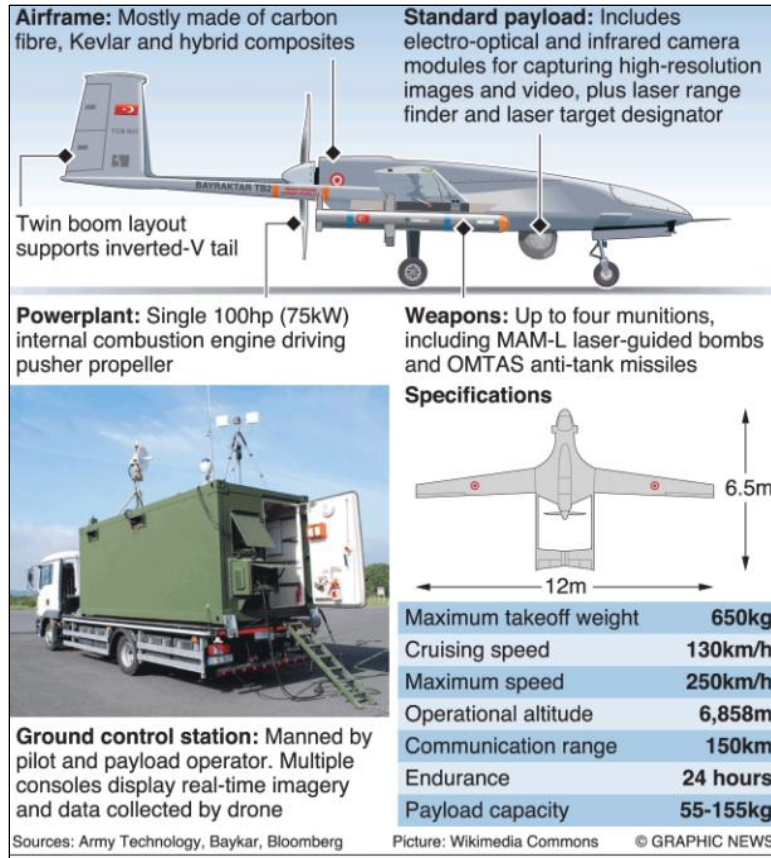 Airframe: Mostly made of carbon
fibre, Kevlar and hybrid composites
Standard payload: Includes
electro-optical and infrared camera
modules for capturing high-resolution
images and video, plus laser range
finder and laser target designator
BAYRAKTAR TB2
Twin boom layout
supports inverted-V tail
Powerplant: Single 100hp (75kW)
internal combustion engine driving
pusher propeller
Weapons: Up to four munitions,
including MAM-L laser-guided bombs
and OMTAS anti-tank missiles
Specifications
6.5m
12m
Maximum takeoff weight 650kg
Cruising speed 130km/h
Maximum speed 250km/h
Operational altitude 6,858m
Communication range 150km
Endurance 24 hours
Payload capacity 55-155kg
Ground control station: Manned by
pilot and payload operator. Multiple
consoles display real-time imagery
and data collected by drone
Sources: Army Technology, Baykar, Bloomberg
Picture: Wikimedia Commons
© GRAPHIC NEWS